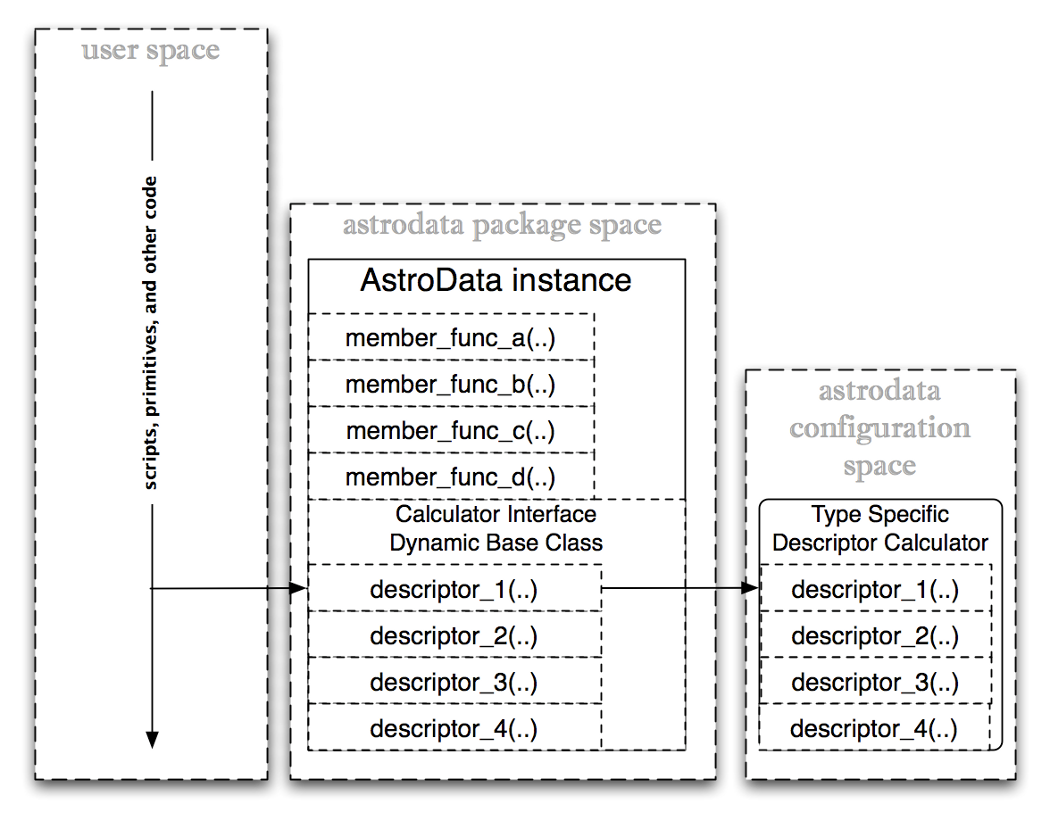 user space
scripts, primitives, and other code
astrodata package space
AstroData instance
member_func_a(..)
member_func_b(..)
member_func_c(..)
member_func_d(..)
Calculator Interface
Dynamic Base Class
descriptor_1(..)
descriptor_2(..)
descriptor_3(..)
descriptor_4(..)
astrodata
configuration
space
Type Specific
Descriptor Calculator
descriptor_1(..)
descriptor_2(..)
descriptor_3(..)
descriptor_4(..)